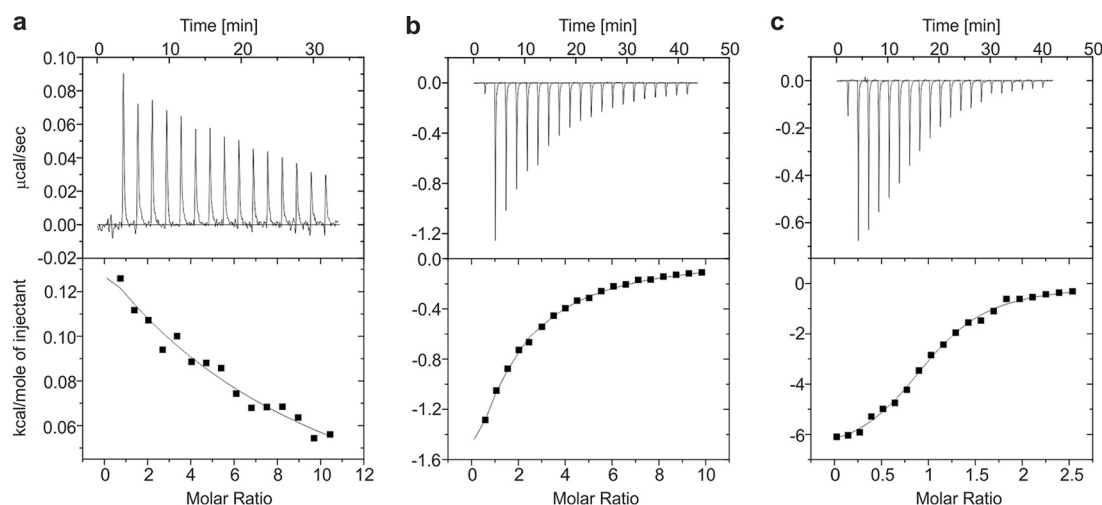 a
Time [min]
0 10 20 30
0.10
0.08
0.06
0.04
0.02
0.00
-0.02
µcal/sec
0.12
0.10
0.08
0.06
kcal/mole of injectant
0 2 4 6 8 10 12
Molar Ratio
b
Time [min]
0 10 20 30 40 50
0.0
-0.4
-0.8
-1.2
0.0
-0.4
-0.8
-1.2
-1.6
0 2 4 6 8 10
Molar Ratio
c
Time [min]
0 10 20 30 40 50
0.0
-0.2
-0.4
-0.6
0
-2
-4
-6
0 0.5 1.0 1.5 2.0 2.5
Molar Ratio